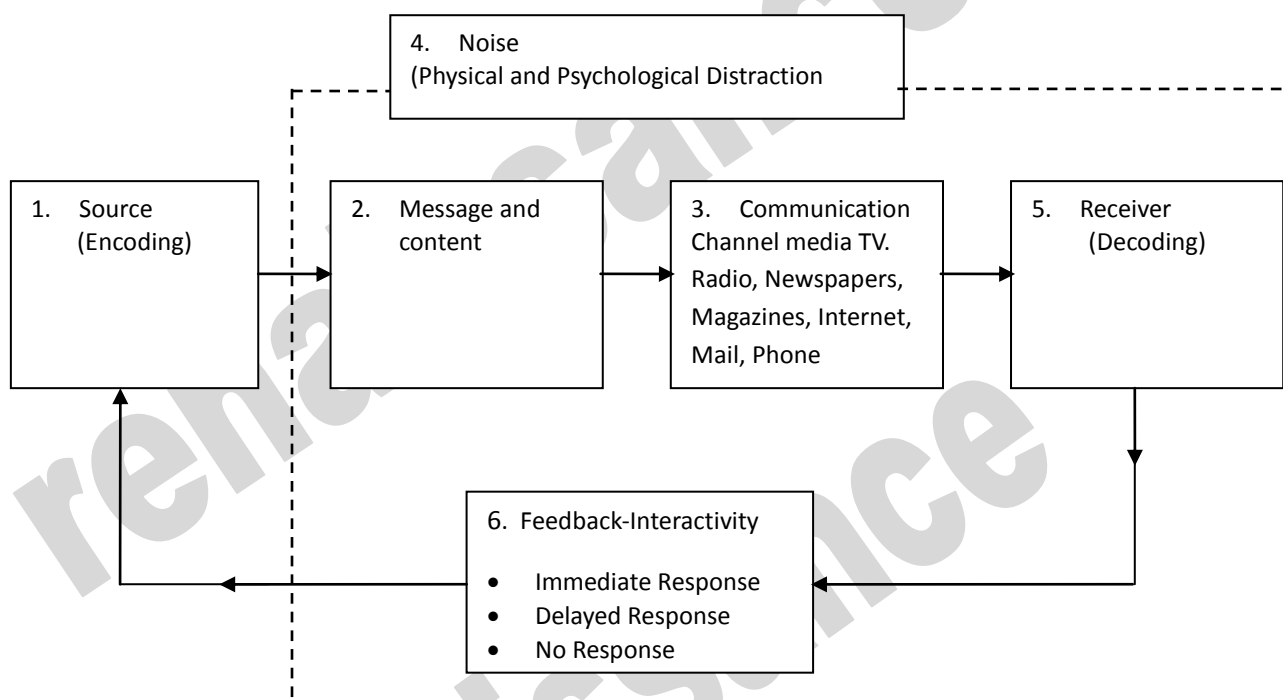 4. Noise
(Physical and Psychological Distraction
1. Source
(Encoding)
2. Message and
content
3. Communication
Channel media TV.
Radio, Newspapers,
Magazines, Internet,
Mail, Phone
5. Receiver
(Decoding)
6. Feedback-Interactivity
• Immediate Response
• Delayed Response
• No Response